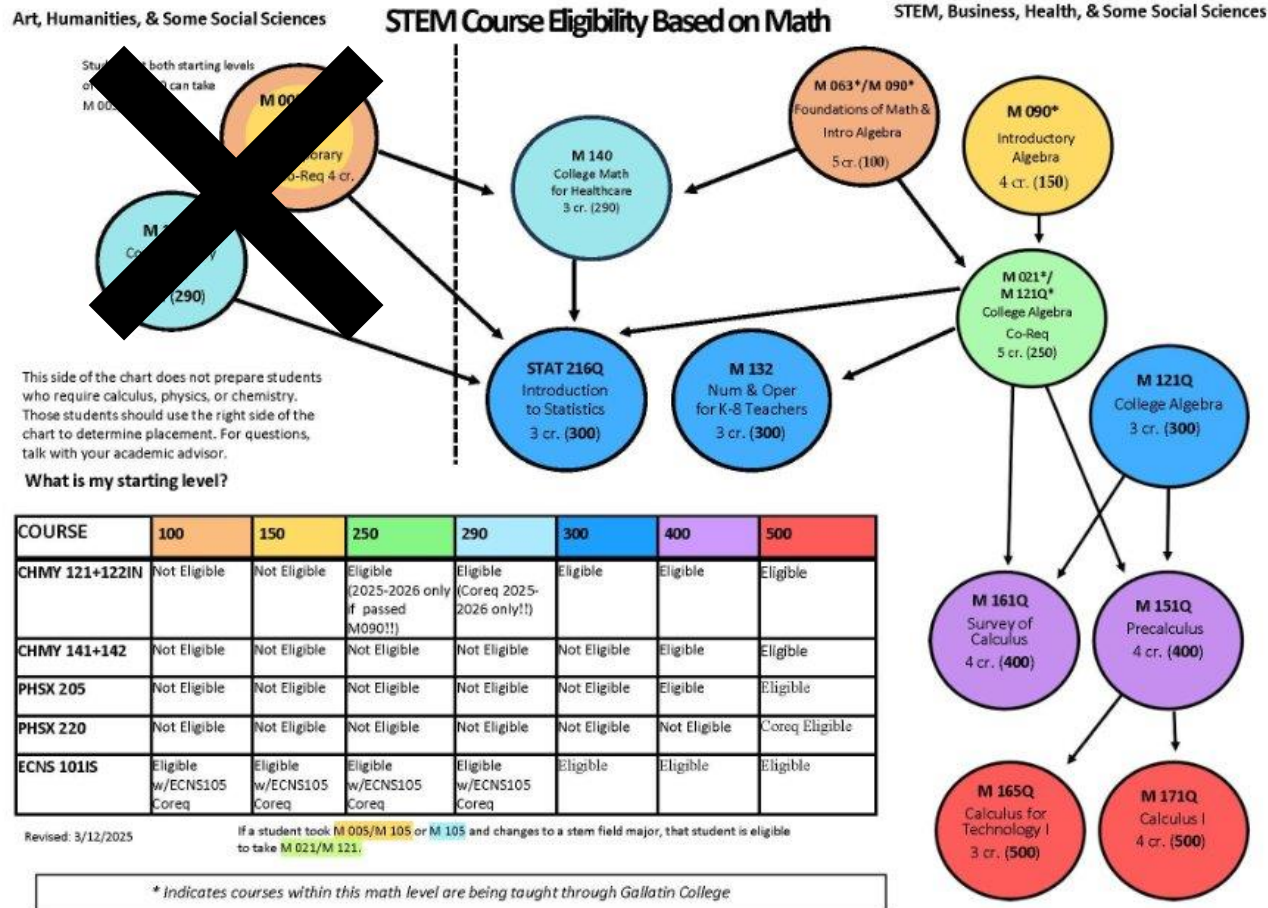 Art, Humanities, & Some Social Sciences
STEM Course Eligibility Based on Math
STEM, Business, Health, & Some Social Sciences
both starting levels
can take
M 063*/M 090*
Foundations of Math &
Intro Algebra
5 cr. (100)
M 090*
Introductory
Algebra
4 cr. (150)
M 140
College Math
for Healthcare
3 cr. (290)
4 cr.
(290)
M 021*/
M 121Q*
College Algebra
Co-Req
5 cr. (250)
STAT 216Q
Introduction
to Statistics
3 cr. (300)
M 132
Num & Oper
for K-8 Teachers
3 cr. (300)
M 121Q
College Algebra
3 cr. (300)
This side of the chart does not prepare students
who require calculus, physics, or chemistry.
Those students should use the right side of the
chart to determine placement. For questions,
talk with your academic advisor.
What is my starting level?
COURSE 100 150 250 290 300 400 500
CHMY 121+122IN Not Eligible Not Eligible Eligible (2025-2026 only if passed M090!!) Eligible (Coreq 2025-2026 only!!) Eligible Eligible Eligible
CHMY 141+142 Not Eligible Not Eligible Not Eligible Not Eligible Not Eligible Eligible Eligible
PHSX 205 Not Eligible Not Eligible Not Eligible Not Eligible Not Eligible Eligible Eligible
PHSX 220 Not Eligible Not Eligible Not Eligible Not Eligible Not Eligible Not Eligible Coreq Eligible
ECNS 101IS Eligible w/ECNS105 Coreq Eligible w/ECNS105 Coreq Eligible w/ECNS105 Coreq Eligible w/ECNS105 Coreq Eligible Eligible Eligible
M 161Q
Survey of
Calculus
4 cr. (400)
M 151Q
Precalculus
4 cr. (400)
M 165Q
Calculus for
Technology I
3 cr. (500)
M 171Q
Calculus I
4 cr. (500)
Revised: 3/12/2025
If a student took M 005/M 105 or M 105 and changes to a stem field major, that student is eligible
to take M 021/M 121.
* Indicates courses within this math level are being taught through Gallatin College